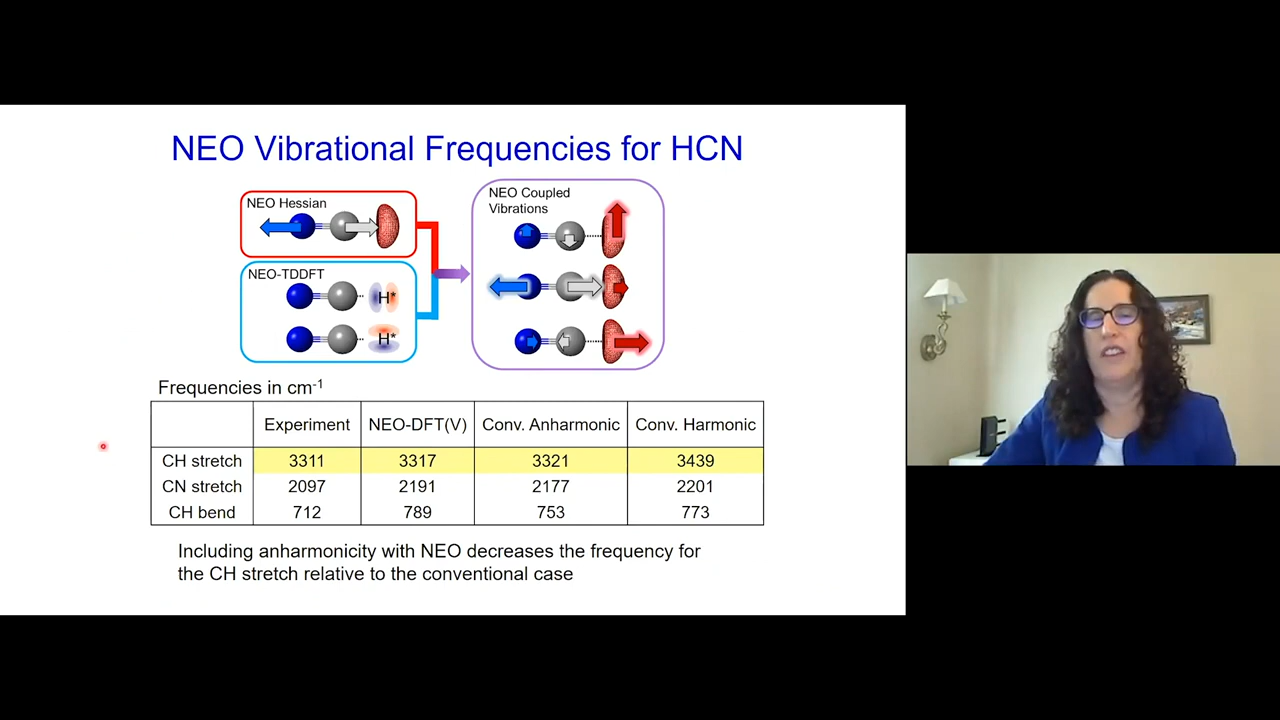 NEO Vibrational Frequencies for HCN
NEO Hessian
NEO-TDDFT
H*
H*
NEO Coupled
Vibrations
Frequencies in cm-1
Experiment NEO-DFT(V) Conv. Anharmonic Conv. Harmonic
CH stretch 3311 3317 3321 3439
CN stretch 2097 2191 2177 2201
CH bend 712 789 753 773
Including anharmonicity with NEO decreases the frequency for
the CH stretch relative to the conventional case